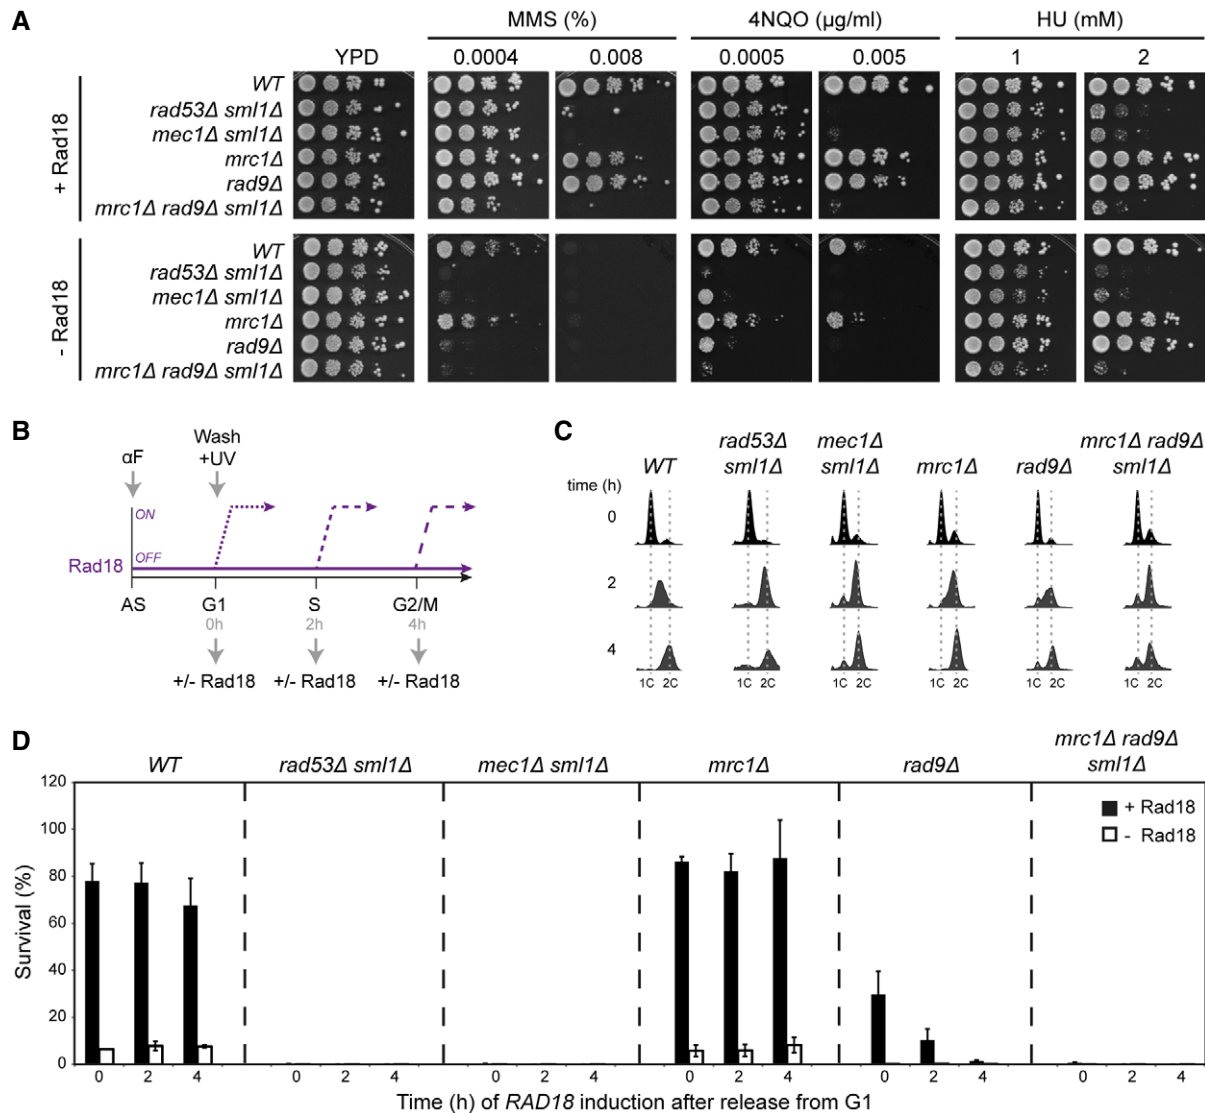 A
MMS (%)
4NQO (µg/ml)
HU (mM)
YPD
0.0004
0.008
0.0005
0.005
1
2
+ Rad18
WT
rad53Δ sml1Δ
mec1Δ sml1Δ
mrc1Δ
rad9Δ
mrc1Δ rad9Δ sml1Δ
- Rad18
WT
rad53Δ sml1Δ
mec1Δ sml1Δ
mrc1Δ
rad9Δ
mrc1Δ rad9Δ sml1Δ
B
αF
Wash
+UV
ON
OFF
Rad18
AS
G1
S
G2/M
0h
2h
4h
+/- Rad18
+/- Rad18
+/- Rad18
C
time (h)
WT
rad53Δ
sml1Δ
mec1Δ
sml1Δ
mrc1Δ
rad9Δ
mrc1Δ rad9Δ
sml1Δ
0
2
4
1C 2C
1C 2C
1C 2C
1C 2C
1C 2C
1C 2C
D
WT
rad53Δ sml1Δ
mec1Δ sml1Δ
mrc1Δ
rad9Δ
mrc1Δ rad9Δ
sml1Δ
+ Rad18
- Rad18
Survival (%)
120
100
80
60
40
20
0
0 2 4
0 2 4
0 2 4
0 2 4
0 2 4
0 2 4
Time (h) of RAD18 induction after release from G1